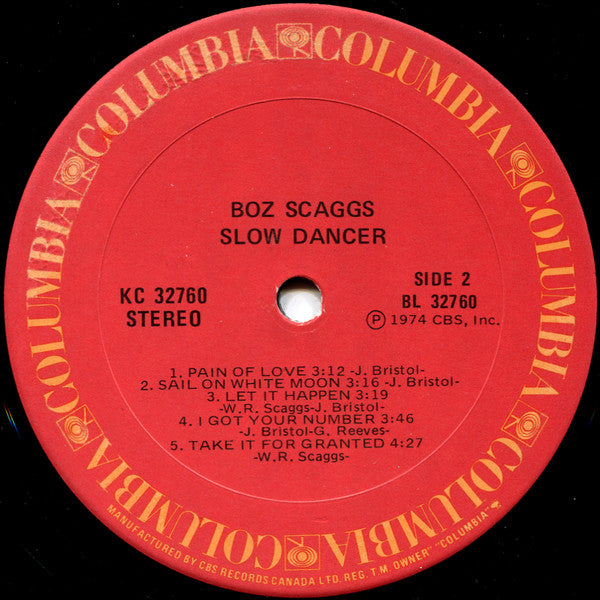 COLUMBIA COLUMBIA COLUMBIA COLUMBIA COLUMBIA COLUMBIA
BOZ SCAGGS
SLOW DANCER
KC 32760
STEREO
SIDE 2
BL 32760
Ⓟ 1974 CBS, Inc.
1. PAIN OF LOVE 3:12 -J. Bristol-
2. SAIL ON WHITE MOON 3:16 -J. Bristol-
3. LET IT HAPPEN 3:19
-W.R. Scaggs-J. Bristol-
4. I GOT YOUR NUMBER 3:46
-J. Bristol-G. Reeves-
5. TAKE IT FOR GRANTED 4:27
-W.R. Scaggs-
MANUFACTURED BY CBS RECORDS CANADA LTD. REG. T.M. OWNER "COLUMBIA"